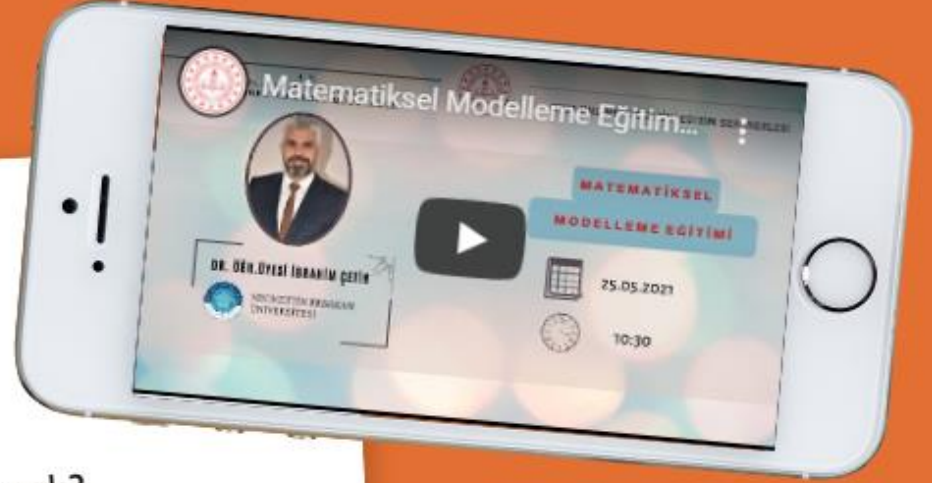 Matematiksel Modelleme Eğitim...
MATEMATİKSEL
MODELLEME EĞİTİMİ
DR. ÖĞR.ÜYESİ İBRAHİM ÇETİN
NECMETTİN ERBAKAN
ÜNİVERSİTESİ
25.05.2021
10:30